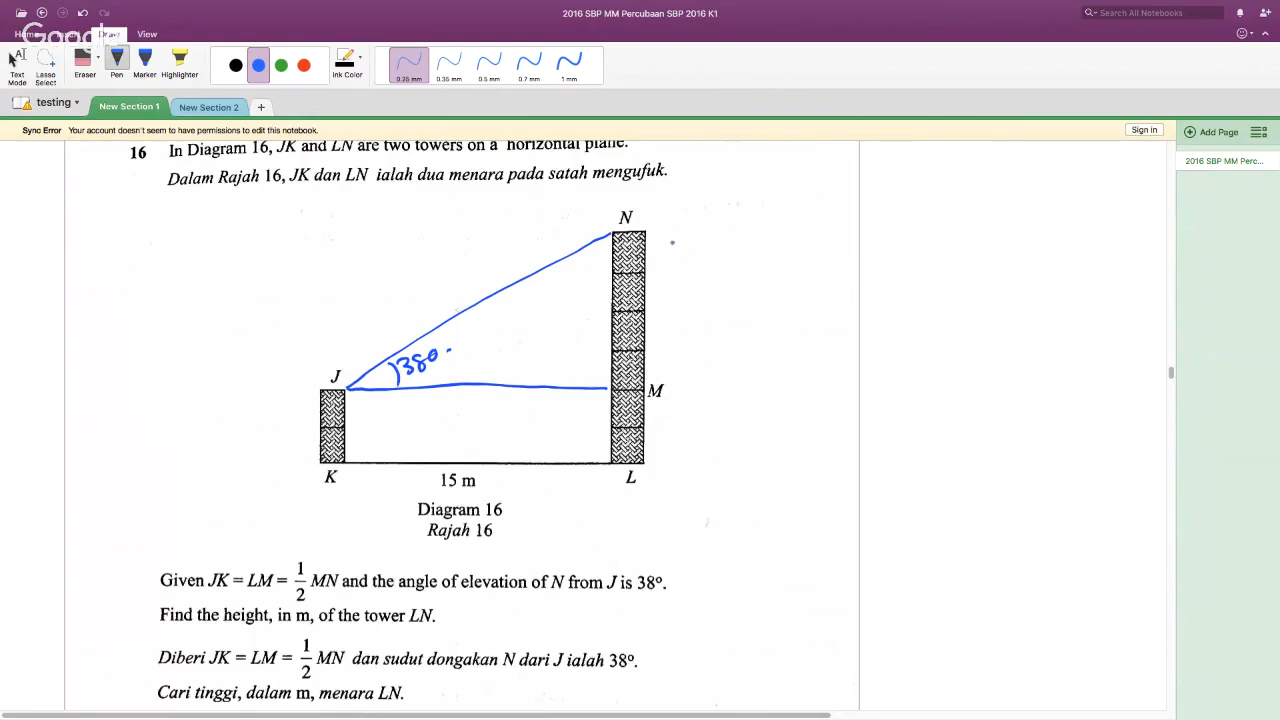 2016 SBP MM Percubaan SBP 2016 K1
Search All Notebooks
Google
View
Text Mode
Lasso Select
Eraser
Pen
Marker
Highlighter
Ink Color
0.25 mm
0.35 mm
0.5 mm
0.7 mm
1 mm
testing
New Section 1
New Section 2
+
Sync Error Your account doesn't seem to have permissions to edit this notebook.
Sign in
Add Page
2016 SBP MM Percu...
16 In Diagram 16, JK and LN are two towers on a horizontal plane.
Dalam Rajah 16, JK dan LN ialah dua menara pada satah mengufuk.
N
38°
J
M
K
15 m
L
Diagram 16
Rajah 16
Given JK = LM = 1/2 MN and the angle of elevation of N from J is 38°.
Find the height, in m, of the tower LN.
Diberi JK = LM = 1/2 MN dan sudut dongakan N dari J ialah 38°.
Cari tinggi, dalam m, menara LN.